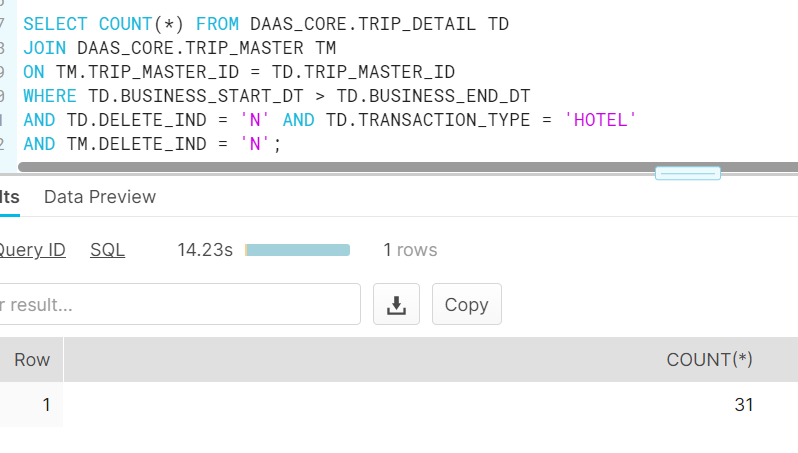 SELECT COUNT(*) FROM DAAS_CORE.TRIP_DETAIL TD
JOIN DAAS_CORE.TRIP_MASTER TM
ON TM.TRIP_MASTER_ID = TD.TRIP_MASTER_ID
WHERE TD.BUSINESS_START_DT > TD.BUSINESS_END_DT
AND TD.DELETE_IND = 'N' AND TD.TRANSACTION_TYPE = 'HOTEL'
AND TM.DELETE_IND = 'N';
lts Data Preview
Query ID SQL 14.23s 1 rows
r result... Copy
Row COUNT(*)
1 31